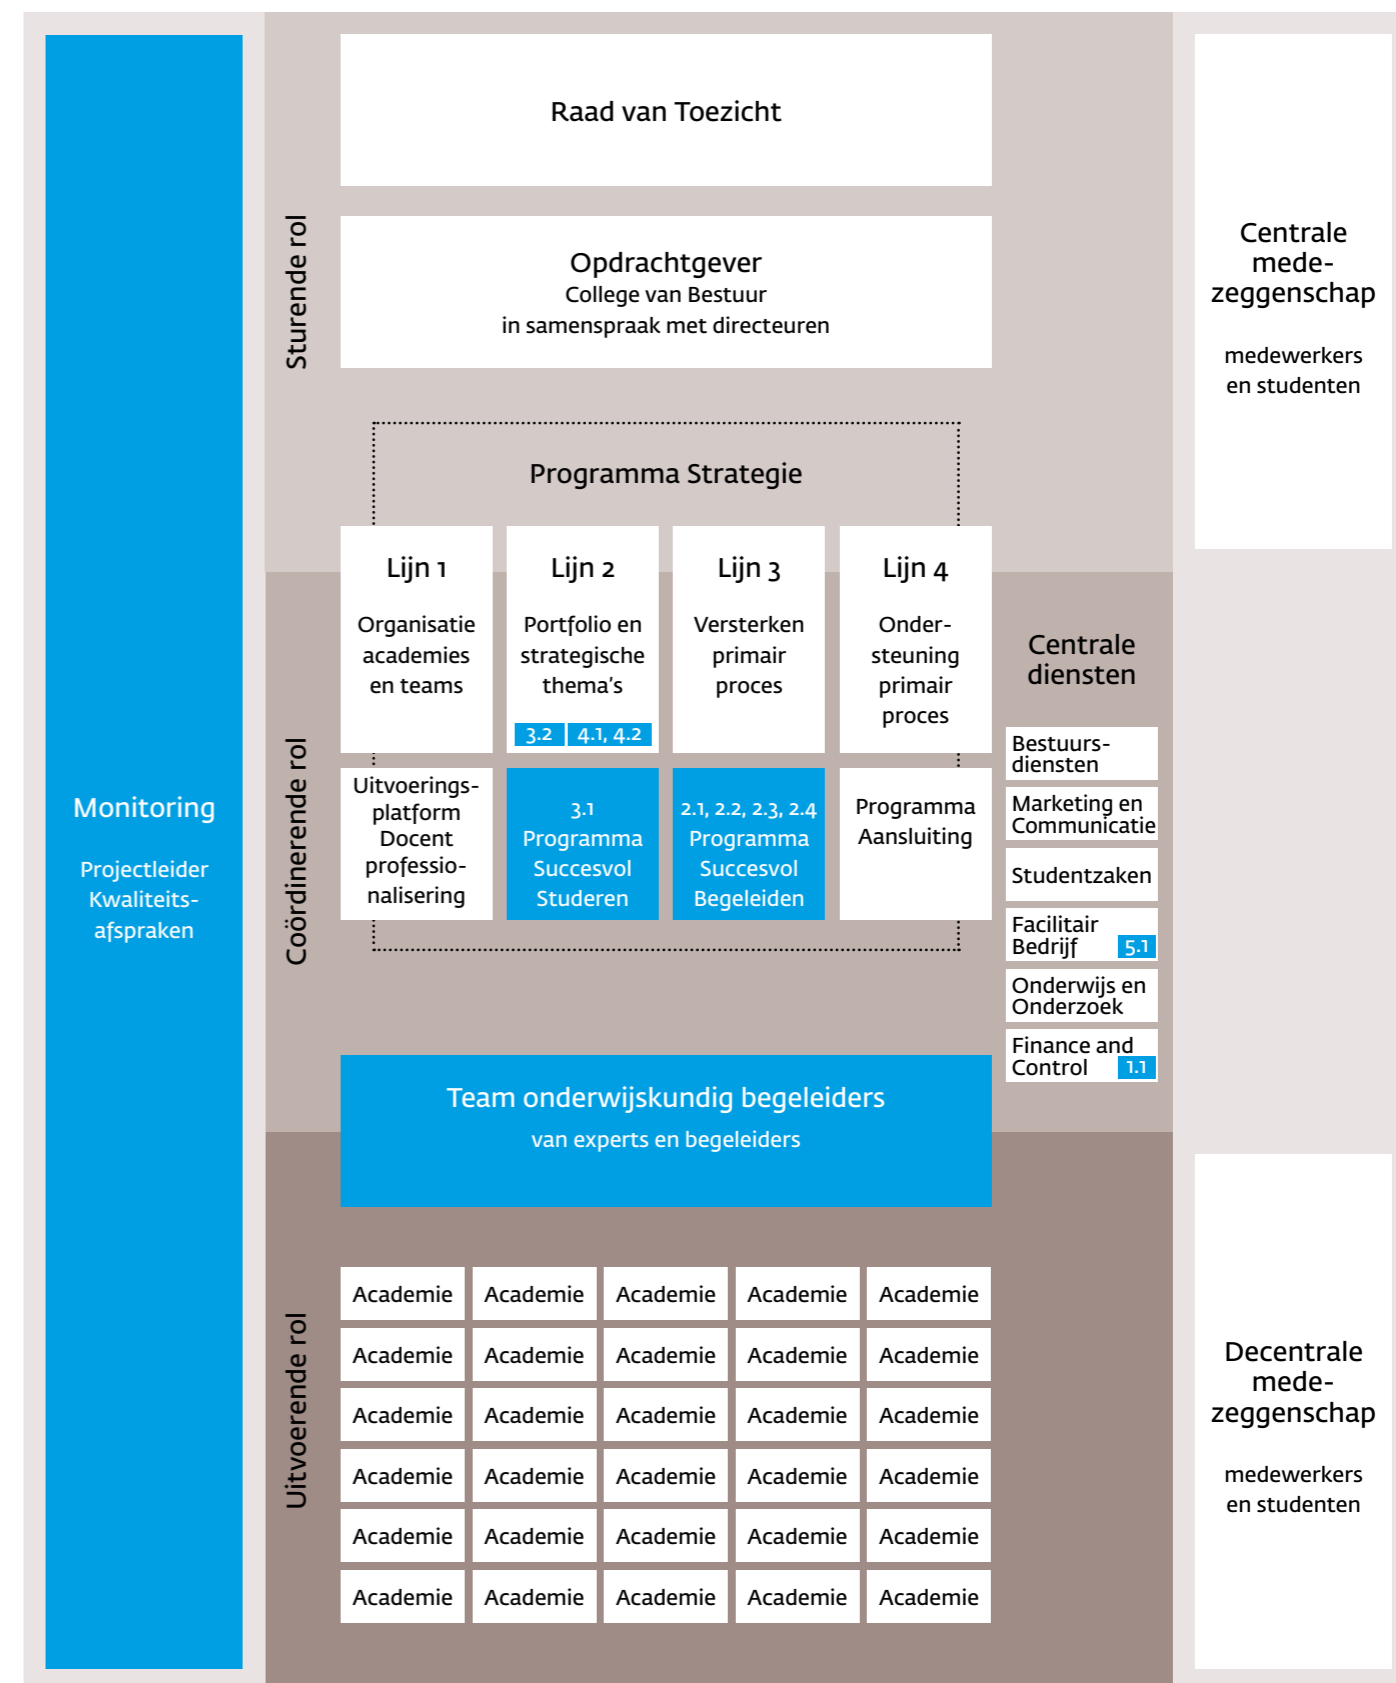 Monitoring
Projectleider
Kwaliteits-
afspraken
Sturende rol
Raad van Toezicht
Opdrachtgever
College van Bestuur
in samenspraak met directeuren
Programma Strategie
Coördinerende rol
Lijn 1
Organisatie
academies
en teams
Lijn 2
Portfolio en
strategische
thema's
3.2
4.1, 4.2
Lijn 3
Versterken
primair
proces
Lijn 4
Onder-
steuning
primair
proces
Uitvoerings-
platform
Docent
professio-
nalisering
3.1
Programma
Succesvol
Studeren
2.1, 2.2, 2.3, 2.4
Programma
Succesvol
Begeleiden
Programma
Aansluiting
Centrale
diensten
Bestuurs-
diensten
Marketing en
Communicatie
Studentzaken
Facilitair
Bedrijf 5.1
Onderwijs en
Onderzoek
Finance and
Control 1.1
Team onderwijskundig begeleiders
van experts en begeleiders
Uitvoerende rol
Academie Academie Academie Academie Academie
Academie Academie Academie Academie Academie
Academie Academie Academie Academie Academie
Academie Academie Academie Academie Academie
Academie Academie Academie Academie Academie
Academie Academie Academie Academie Academie
Centrale
mede-
zeggenschap
medewerkers
en studenten
Decentrale
mede-
zeggenschap
medewerkers
en studenten